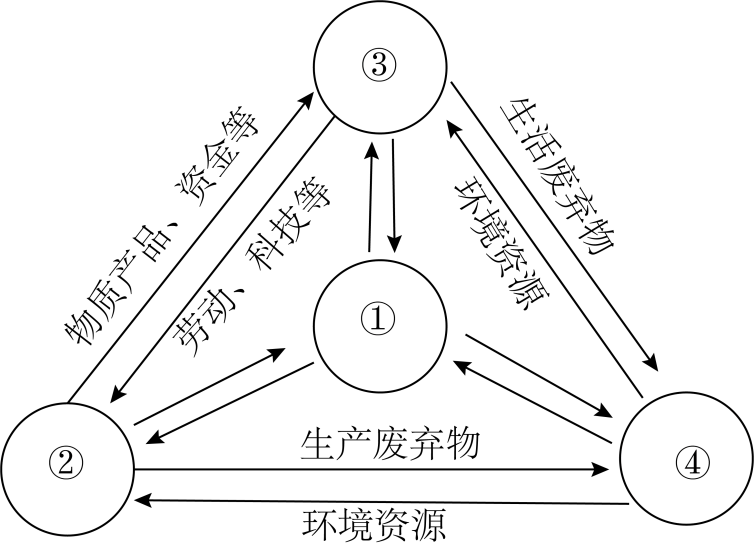 ③
物质产品、资金等
劳动、科技等
生活废弃物
环境资源
①
②
生产废弃物
④
环境资源